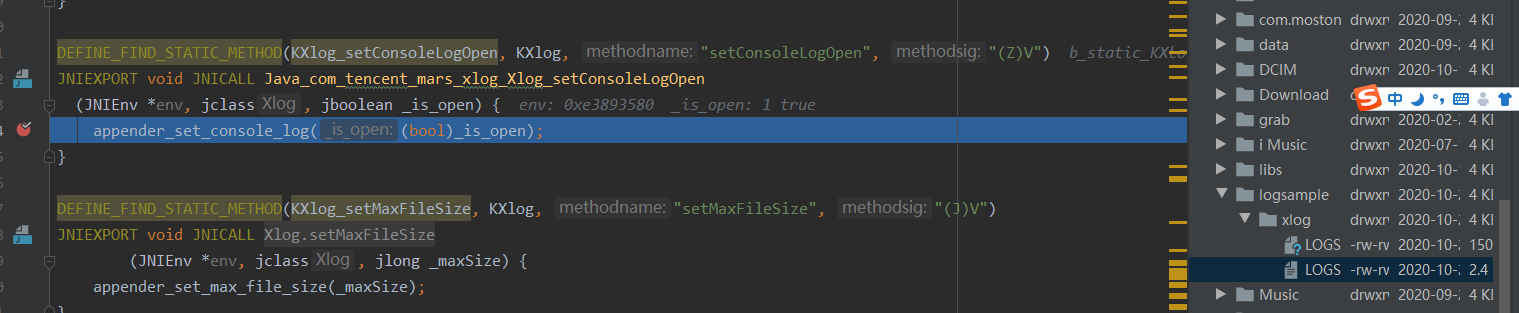 }
DEFINE_FIND_STATIC_METHOD(KXlog_setConsoleLogOpen, KXlog, methodname: "setConsoleLogOpen", methodsig: "(Z)V") b_static_KXlo
JNIEXPORT void JNICALL Java_com_tencent_mars_xlog_Xlog_setConsoleLogOpen
(JNIEnv *env, jclass Xlog , jboolean _is_open) { env: 0xe3893580 _is_open: 1 true
appender_set_console_log( _is_open: (bool)_is_open);
}
DEFINE_FIND_STATIC_METHOD(KXlog_setMaxFileSize, KXlog, methodname: "setMaxFileSize", methodsig: "(J)V")
JNIEXPORT void JNICALL Xlog.setMaxFileSize
(JNIEnv *env, jclass Xlog , jlong _maxSize) {
appender_set_max_file_size(_maxSize);
com.moston drwxr 2020-09-2 4 KI
data drwxr 2020-09-2 4 KI
DCIM drwxr 2020-10-1 4 KI
Download
S 中
grab drwxr 2020-02-2 4 KI
i Music drwxr 2020-07-1 4 KI
libs drwxr 2020-10-1 4 KI
logsample drwxr 2020-10-2 4 KI
xlog drwxr 2020-10-2 4 KI
LOGS -rw-rv 2020-10-2 150
LOGS -rw-rv 2020-10-2 2.4
Music drwxr 2020-09-2 4 KI